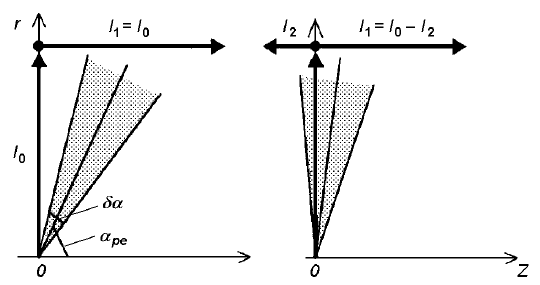 r
I₁ = I₀
I₂
I₁ = I₀ – I₂
I₀
δα
αₚₑ
0
0
Z